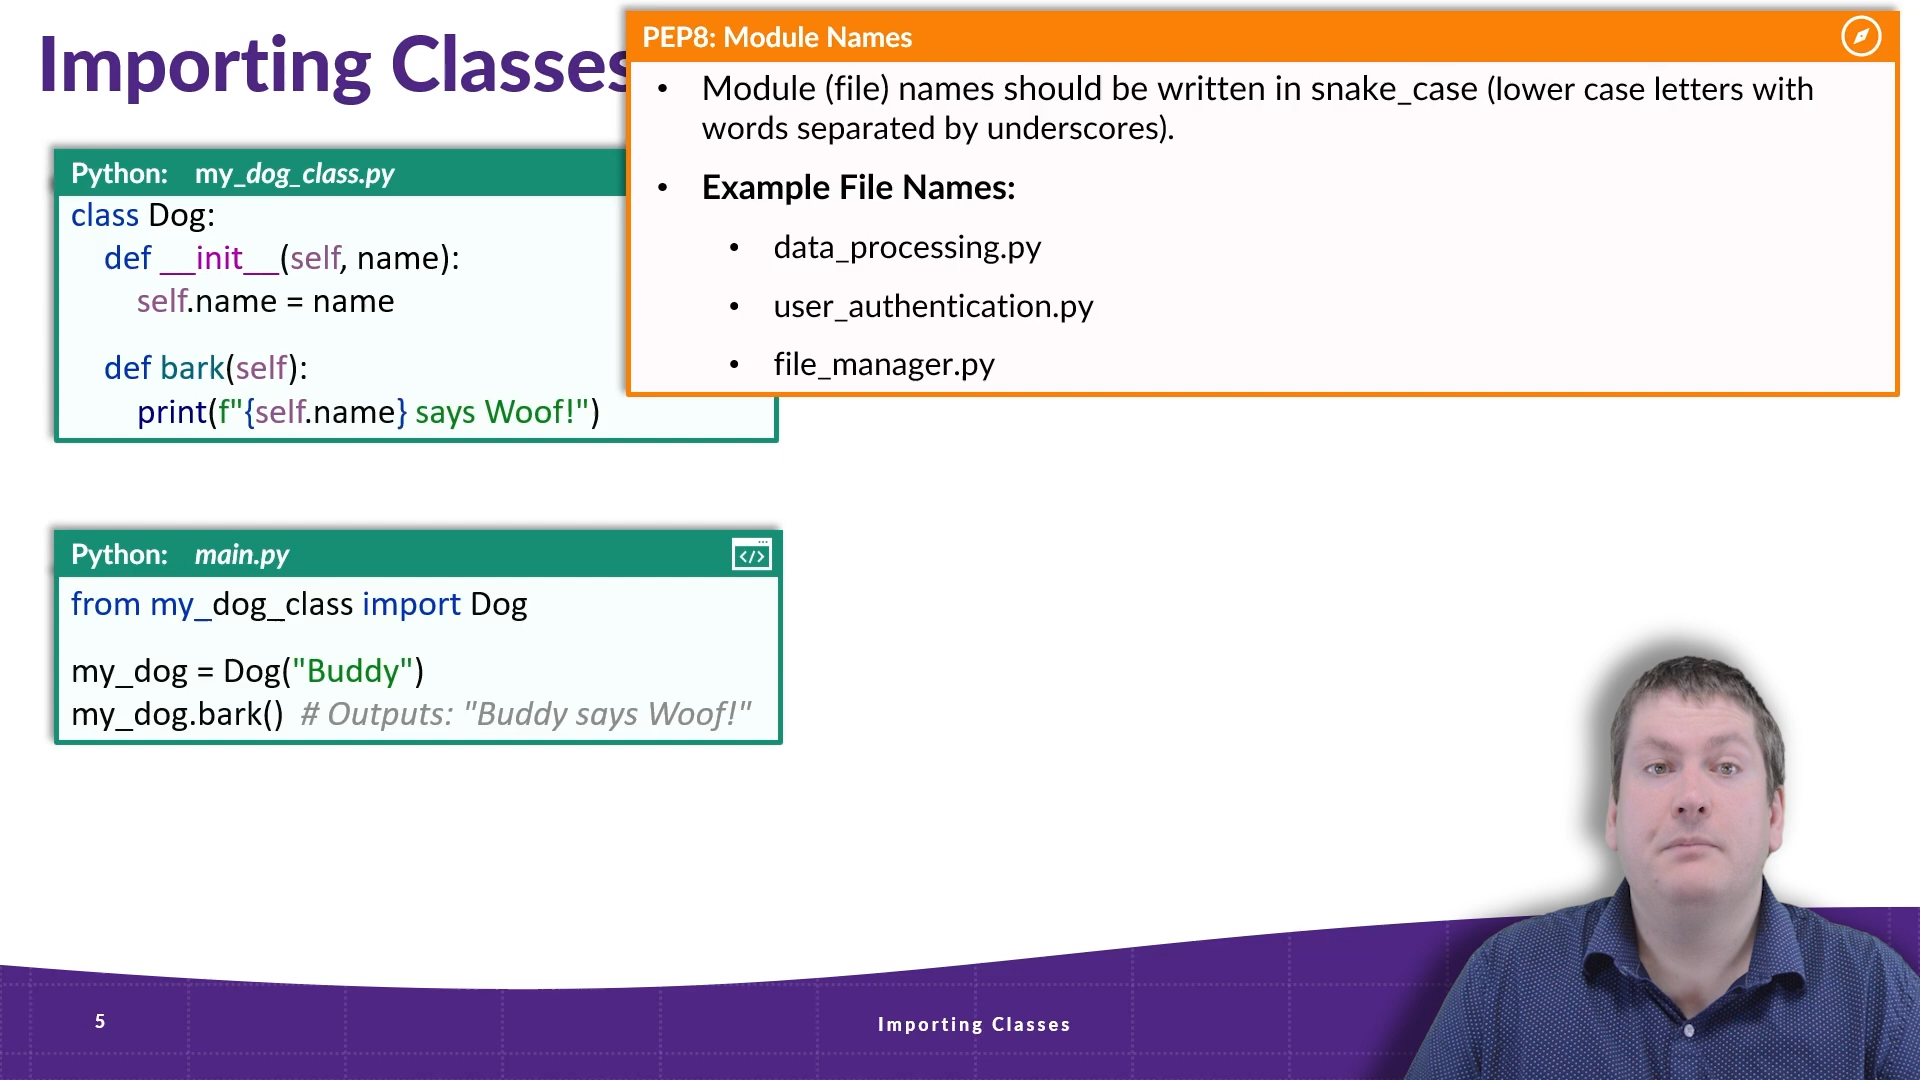 Importing Classes
PEP8: Module Names
• Module (file) names should be written in snake_case (lower case letters with
words separated by underscores).
• Example File Names:
• data_processing.py
• user_authentication.py
• file_manager.py
Python: my_dog_class.py
class Dog:
def __init__(self, name):
self.name = name
def bark(self):
print(f"{self.name} says Woof!")
Python: main.py
</>
from my_dog_class import Dog
my_dog = Dog("Buddy")
my_dog.bark() # Outputs: "Buddy says Woof!"
5
Importing Classes